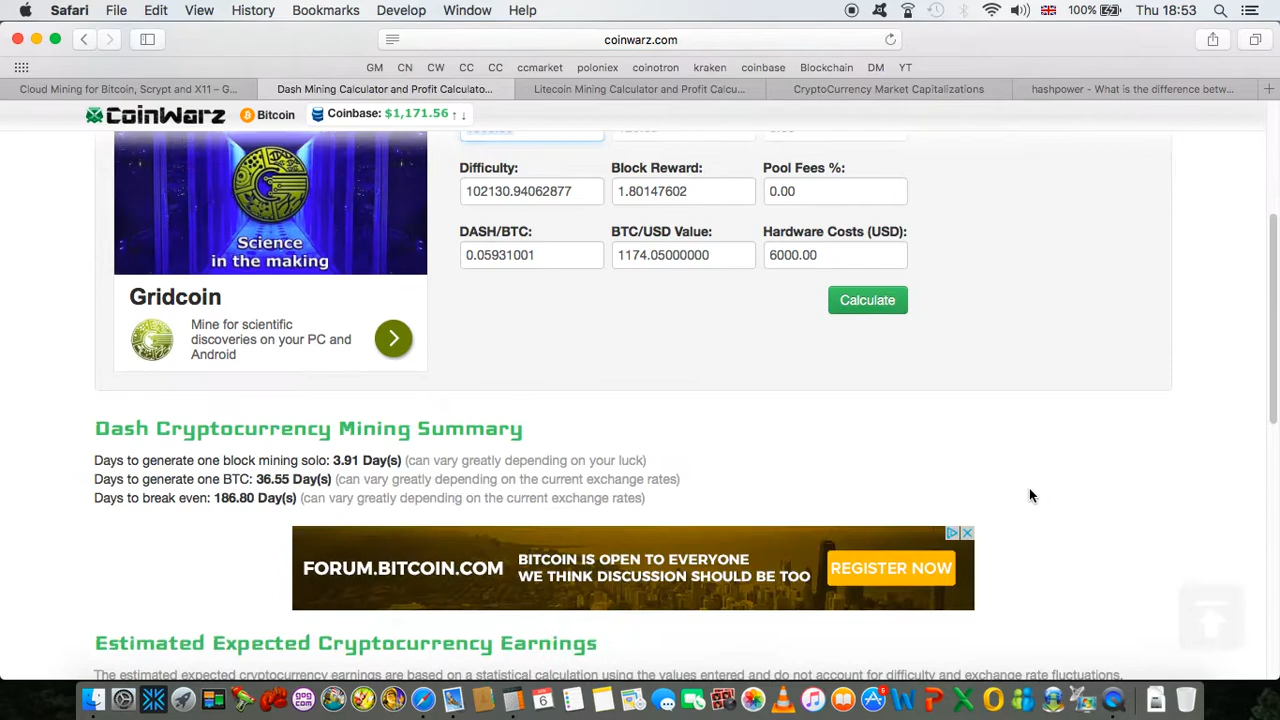 Safari File Edit View History Bookmarks Develop Window Help 100% Thu 18:53
coinwarz.com
GM CN CW CC CC ccmarket poloniex coinotron kraken coinbase Blockchain DM YT
Cloud Mining for Bitcoin, Scrypt and X11 – G... Dash Mining Calculator and Profit Calculato... Litecoin Mining Calculator and Profit Calcu... CryptoCurrency Market Capitalizations hashpower - What is the difference betw...
CoinWarz Bitcoin Coinbase: $1,171.56 ↑ ↓
Difficulty: Block Reward: Pool Fees %:
102130.94062877 1.80147602 0.00
DASH/BTC: BTC/USD Value: Hardware Costs (USD):
0.05931001 1174.05000000 6000.00
Calculate
Science
in the making
Gridcoin
Mine for scientific
discoveries on your PC and
Android
Dash Cryptocurrency Mining Summary
Days to generate one block mining solo: 3.91 Day(s) (can vary greatly depending on your luck)
Days to generate one BTC: 36.55 Day(s) (can vary greatly depending on the current exchange rates)
Days to break even: 186.80 Day(s) (can vary greatly depending on the current exchange rates)
FORUM.BITCOIN.COM
BITCOIN IS OPEN TO EVERYONE
WE THINK DISCUSSION SHOULD BE TOO
REGISTER NOW
Estimated Expected Cryptocurrency Earnings
The estimated expected cryptocurrency earnings are based on a statistical calculation using the values entered and do not account for difficulty and exchange rate fluctuations,